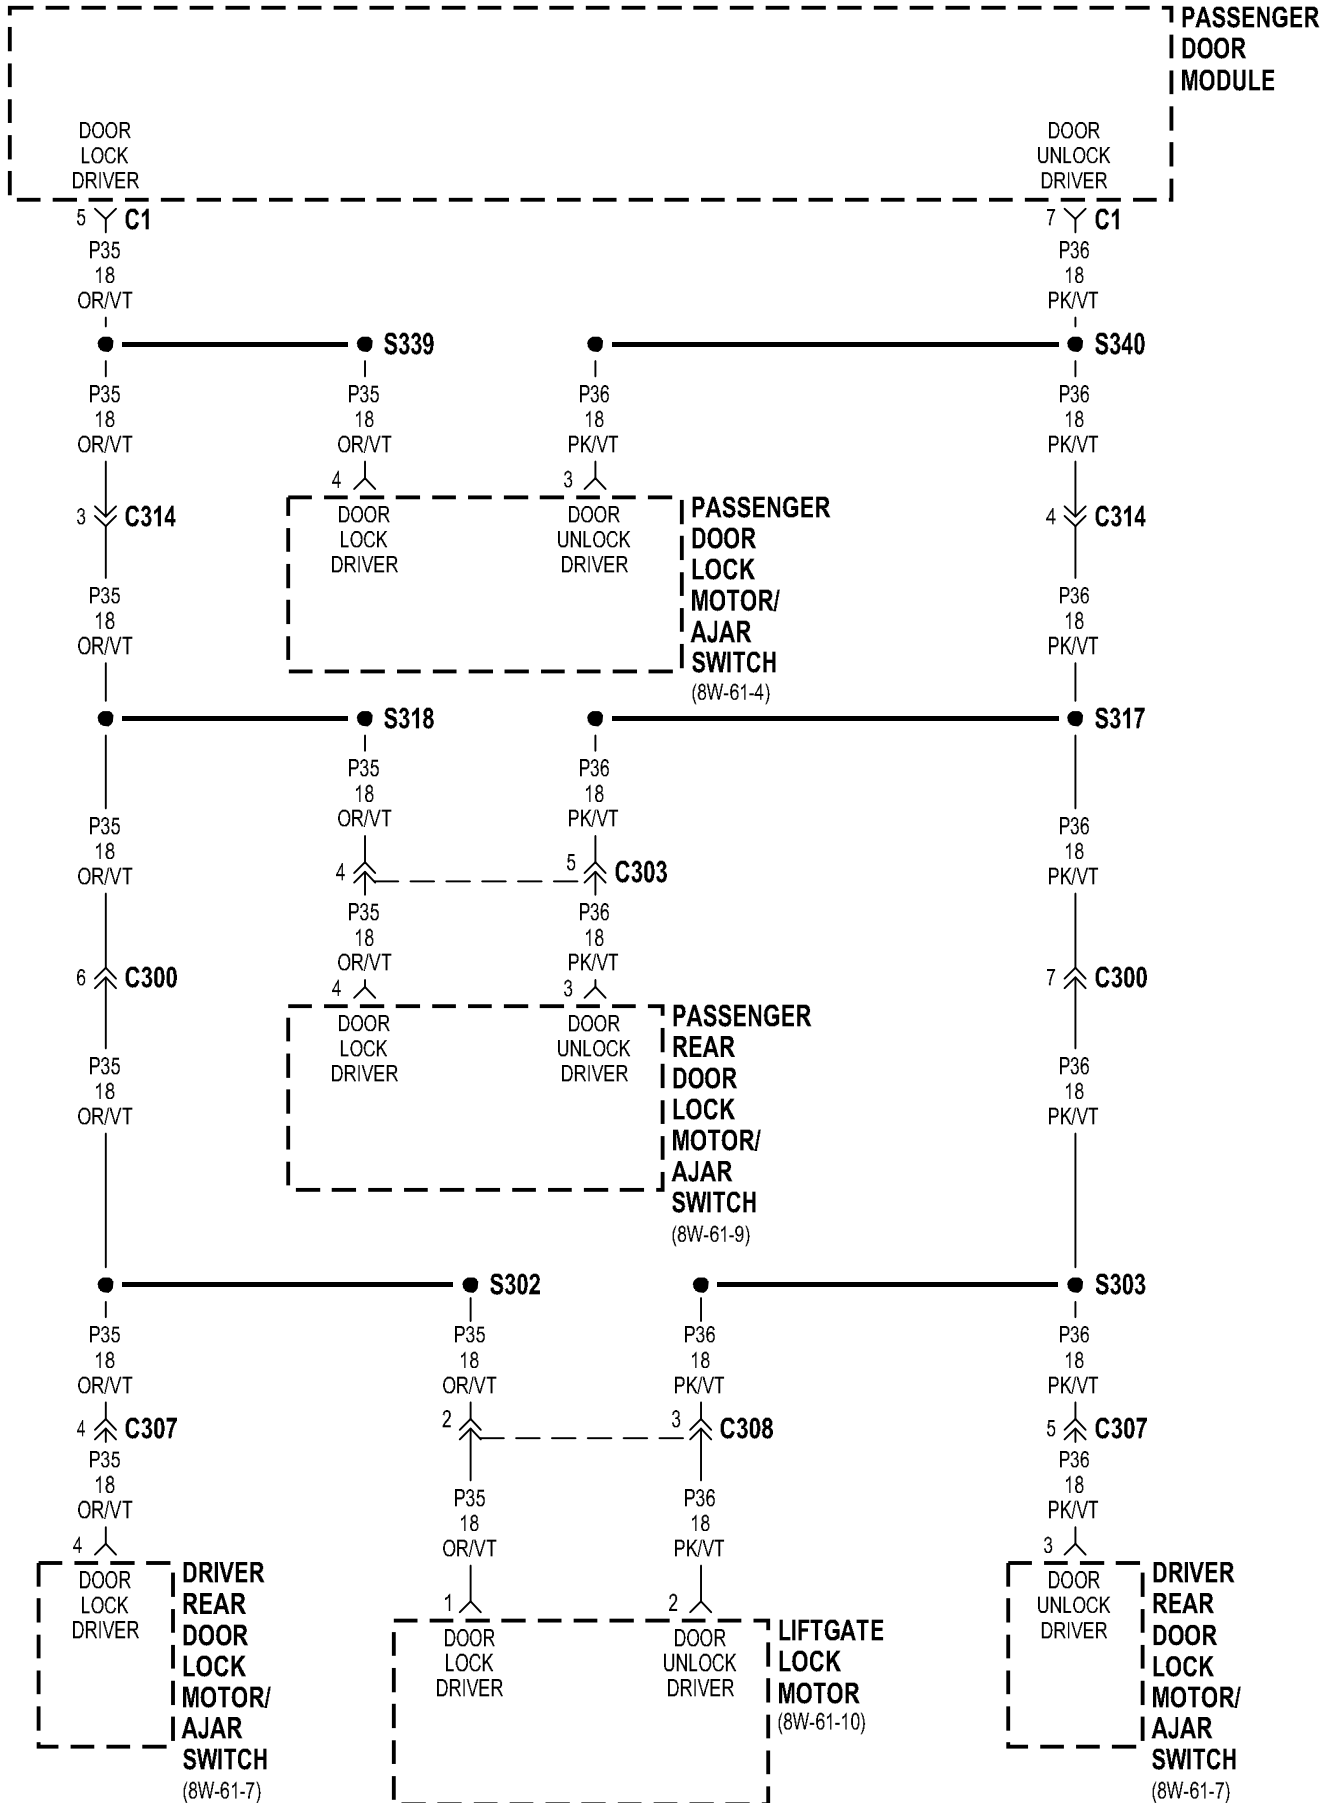 PASSENGER
DOOR
MODULE
DOOR
LOCK
DRIVER
DOOR
UNLOCK
DRIVER
5 C1
7 C1
P35
18
OR/VT
P36
18
PK/VT
S339
S340
P35
18
OR/VT
P35
18
OR/VT
P36
18
PK/VT
P36
18
PK/VT
4
3
3 C314
4 C314
DOOR
LOCK
DRIVER
DOOR
UNLOCK
DRIVER
PASSENGER
DOOR
LOCK
MOTOR/
AJAR
SWITCH
(8W-61-4)
P35
18
OR/VT
P36
18
PK/VT
S318
S317
P35
18
OR/VT
P36
18
PK/VT
P35
18
OR/VT
P36
18
PK/VT
4
5 C303
P35
18
OR/VT
P36
18
PK/VT
6 C300
7 C300
4
3
DOOR
LOCK
DRIVER
DOOR
UNLOCK
DRIVER
PASSENGER
REAR
DOOR
LOCK
MOTOR/
AJAR
SWITCH
(8W-61-9)
P35
18
OR/VT
P36
18
PK/VT
S302
S303
P35
18
OR/VT
P35
18
OR/VT
P36
18
PK/VT
P36
18
PK/VT
4 C307
2
3 C308
5 C307
P35
18
OR/VT
P35
18
OR/VT
P36
18
PK/VT
P36
18
PK/VT
4
1
2
3
DOOR
LOCK
DRIVER
DRIVER
REAR
DOOR
LOCK
MOTOR/
AJAR
SWITCH
(8W-61-7)
DOOR
LOCK
DRIVER
DOOR
UNLOCK
DRIVER
LIFTGATE
LOCK
MOTOR
(8W-61-10)
DOOR
UNLOCK
DRIVER
DRIVER
REAR
DOOR
LOCK
MOTOR/
AJAR
SWITCH
(8W-61-7)